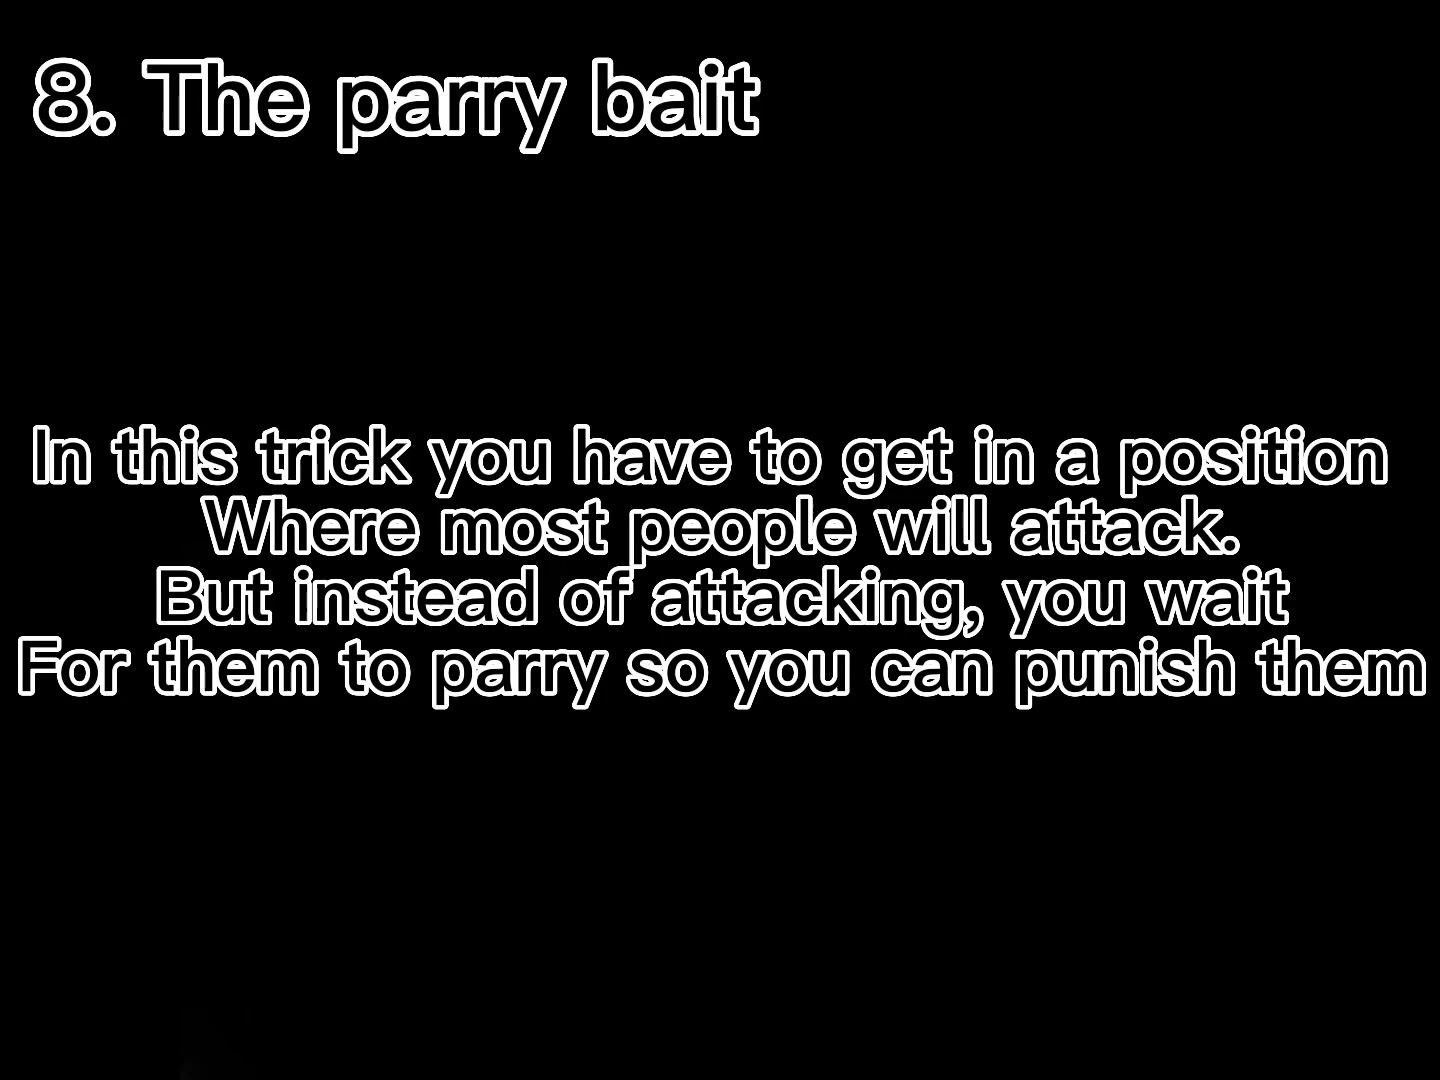 8. The parry bait
In this trick you have to get in a position
Where most people will attack.
But instead of attacking, you wait
For them to parry so you can punish them